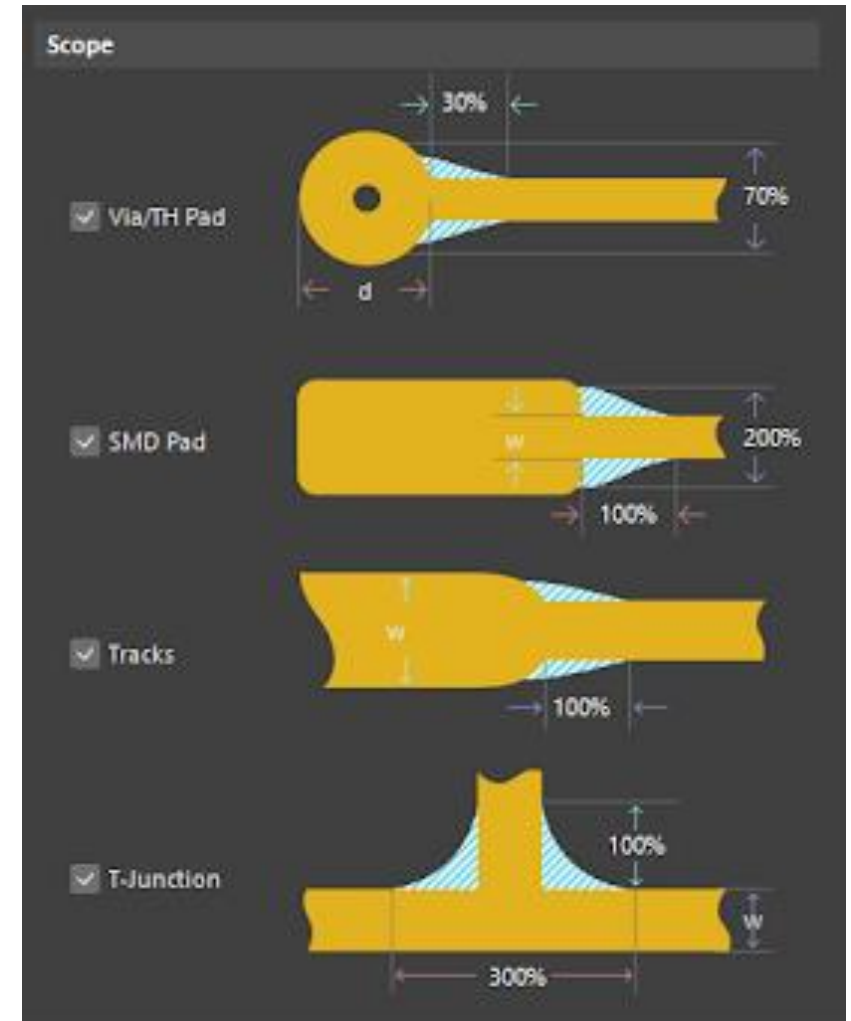 Scope
30%
70%
Via/TH Pad
d
SMD Pad
w
200%
100%
Tracks
w
100%
T-Junction
100%
w
300%